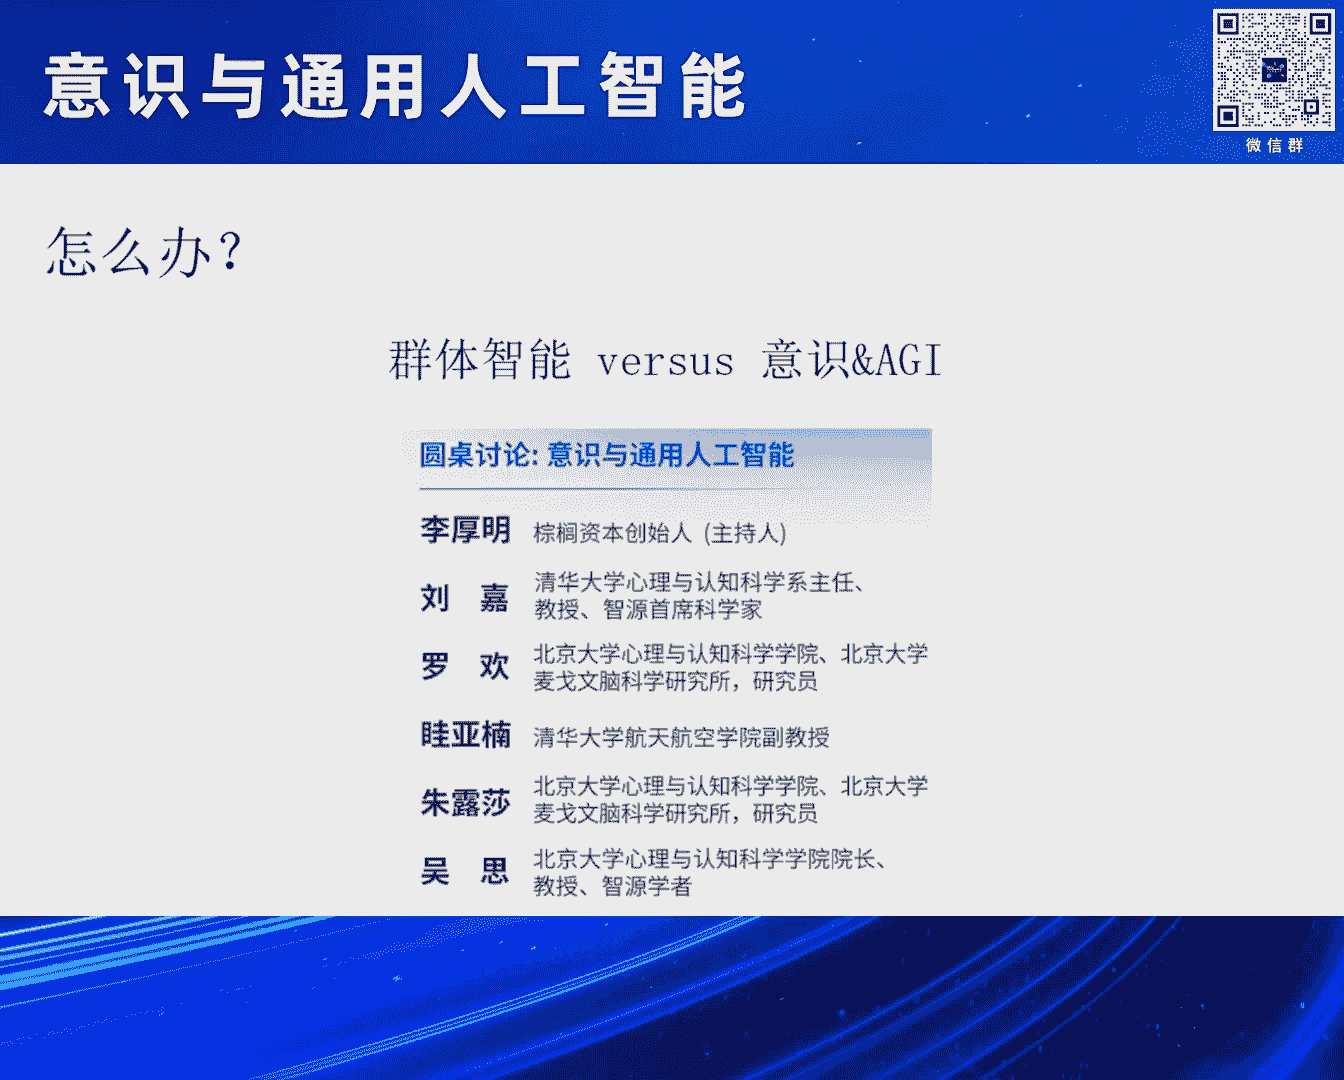 意识与通用人工智能
微信群
怎么办?
群体智能 versus 意识&AGI
圆桌讨论: 意识与通用人工智能
李厚明 棕榈资本创始人 (主持人)
刘 嘉 清华大学心理与认知科学系主任、
教授、智源首席科学家
罗 欢 北京大学心理与认知科学学院、北京大学
麦戈文脑科学研究所，研究员
眭亚楠 清华大学航天航空学院副教授
朱露莎 北京大学心理与认知科学学院、北京大学
麦戈文脑科学研究所，研究员
吴 思 北京大学心理与认知科学学院院长、
教授、智源学者